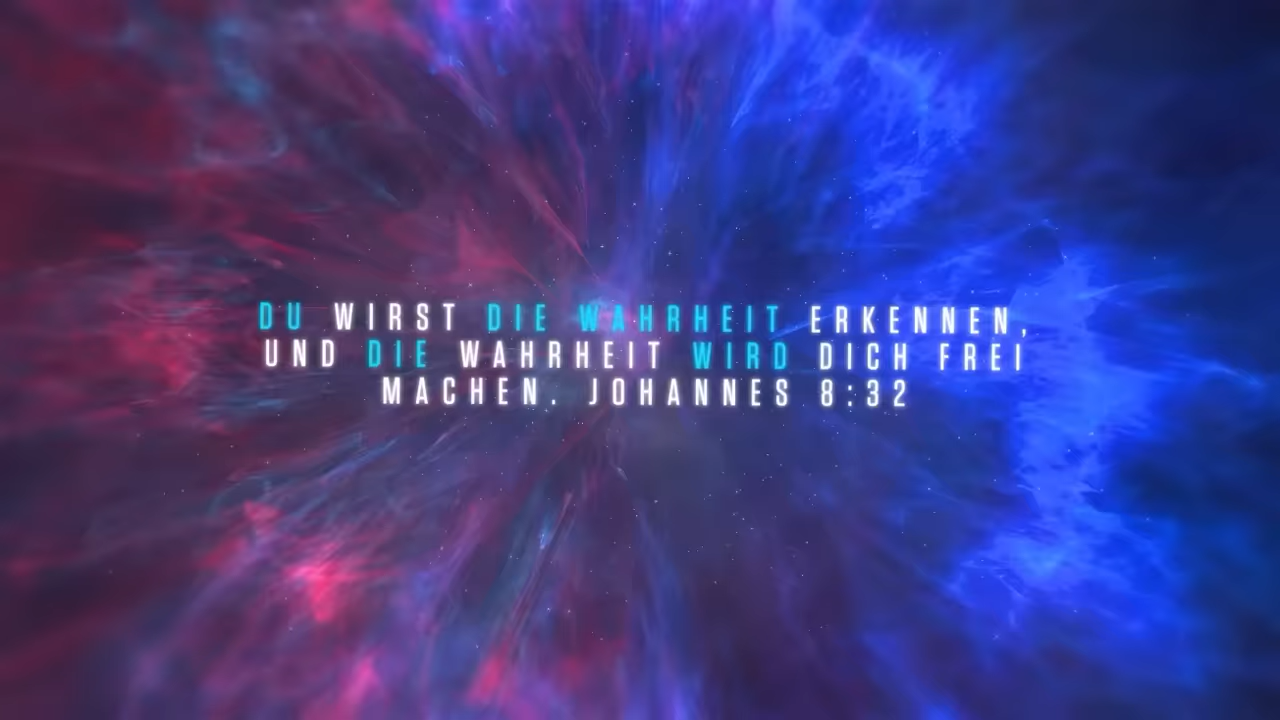 DU WIRST DIE WAHRHEIT ERKENNEN,
UND DIE WAHRHEIT WIRD DICH FREI
MACHEN. JOHANNES 8:32